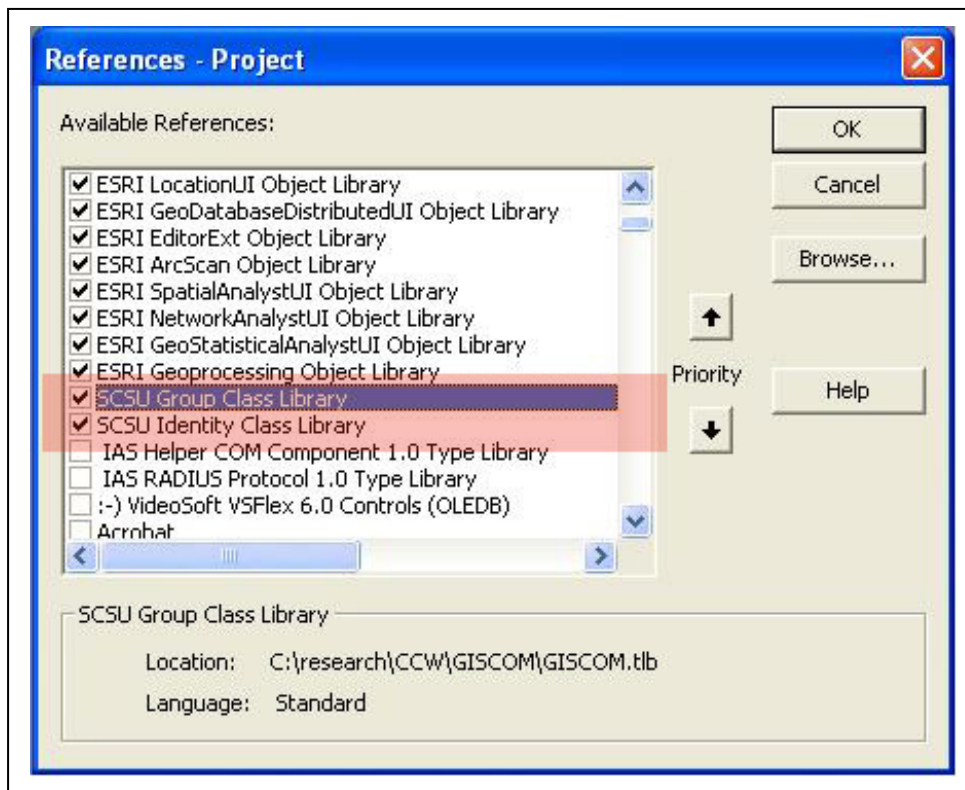 References - Project
Available References:
ESRI LocationUI Object Library
ESRI GeoDatabaseDistributedUI Object Library
ESRI EditorExt Object Library
ESRI ArcScan Object Library
ESRI SpatialAnalystUI Object Library
ESRI NetworkAnalystUI Object Library
ESRI GeoStatisticalAnalystUI Object Library
ESRI Geoprocessing Object Library
SCSU Group Class Library
SCSU Identity Class Library
IAS Helper COM Component 1.0 Type Library
IAS RADIUS Protocol 1.0 Type Library
:-) VideoSoft VSFlex 6.0 Controls (OLEDB)
Acrobat
OK
Cancel
Browse...
Priority
Help
SCSU Group Class Library
Location: C:\research\CCW\GISCOM\GISCOM.tlb
Language: Standard